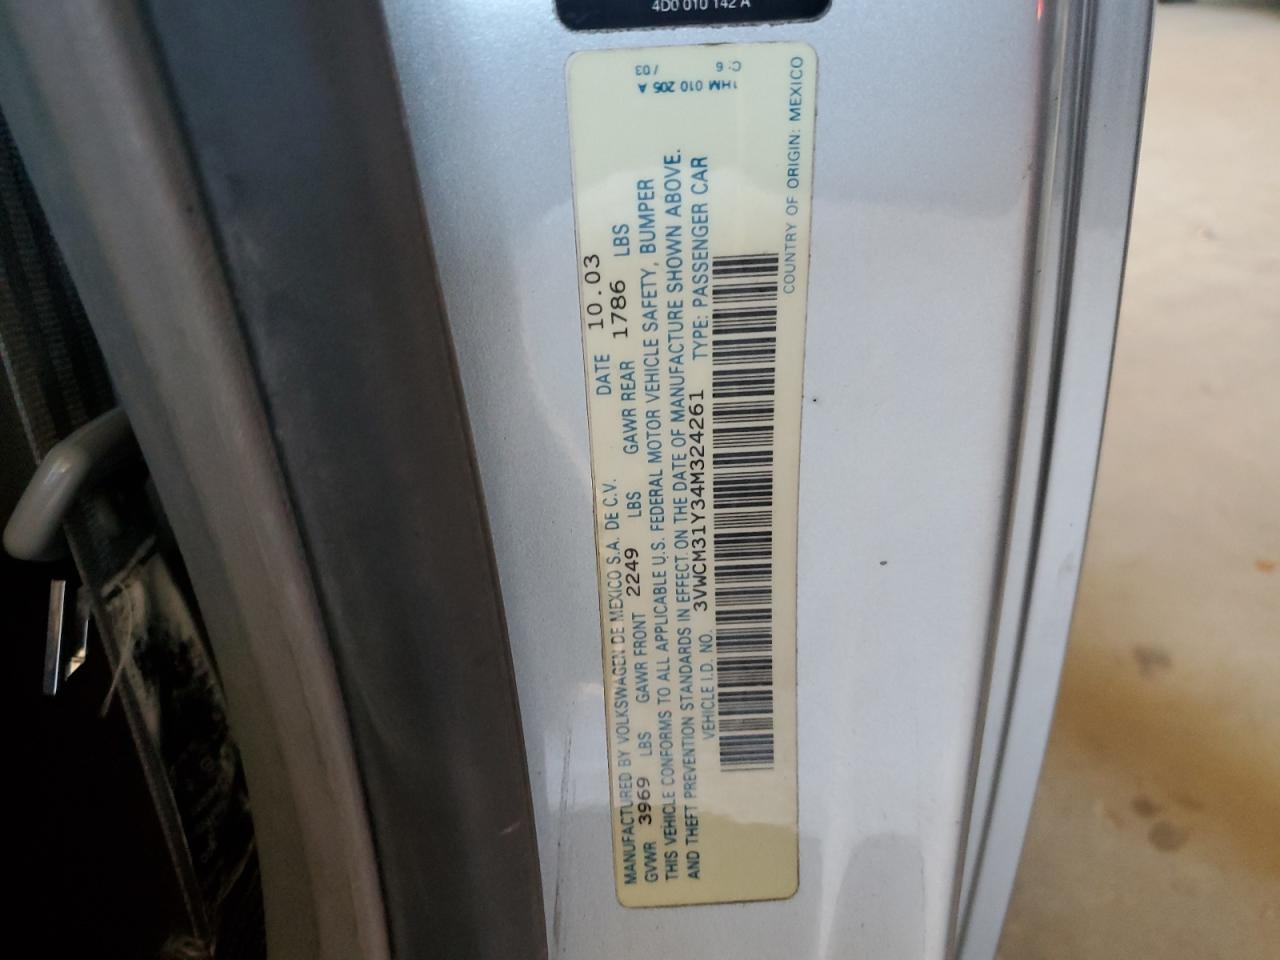 4D0 010 142 A
MANUFACTURED BY VOLKSWAGEN DE MEXICO S.A. DE C.V. DATE 10.03
GVWR 3969 LBS GAWR FRONT 2249 LBS GAWR REAR 1786 LBS
THIS VEHICLE CONFORMS TO ALL APPLICABLE U.S. FEDERAL MOTOR VEHICLE SAFETY, BUMPER
AND THEFT PREVENTION STANDARDS IN EFFECT ON THE DATE OF MANUFACTURE SHOWN ABOVE.
VEHICLE I.D. NO. 3VWCM31Y34M324261 TYPE: PASSENGER CAR
COUNTRY OF ORIGIN: MEXICO
1HM 010 206 A
C:6 /03